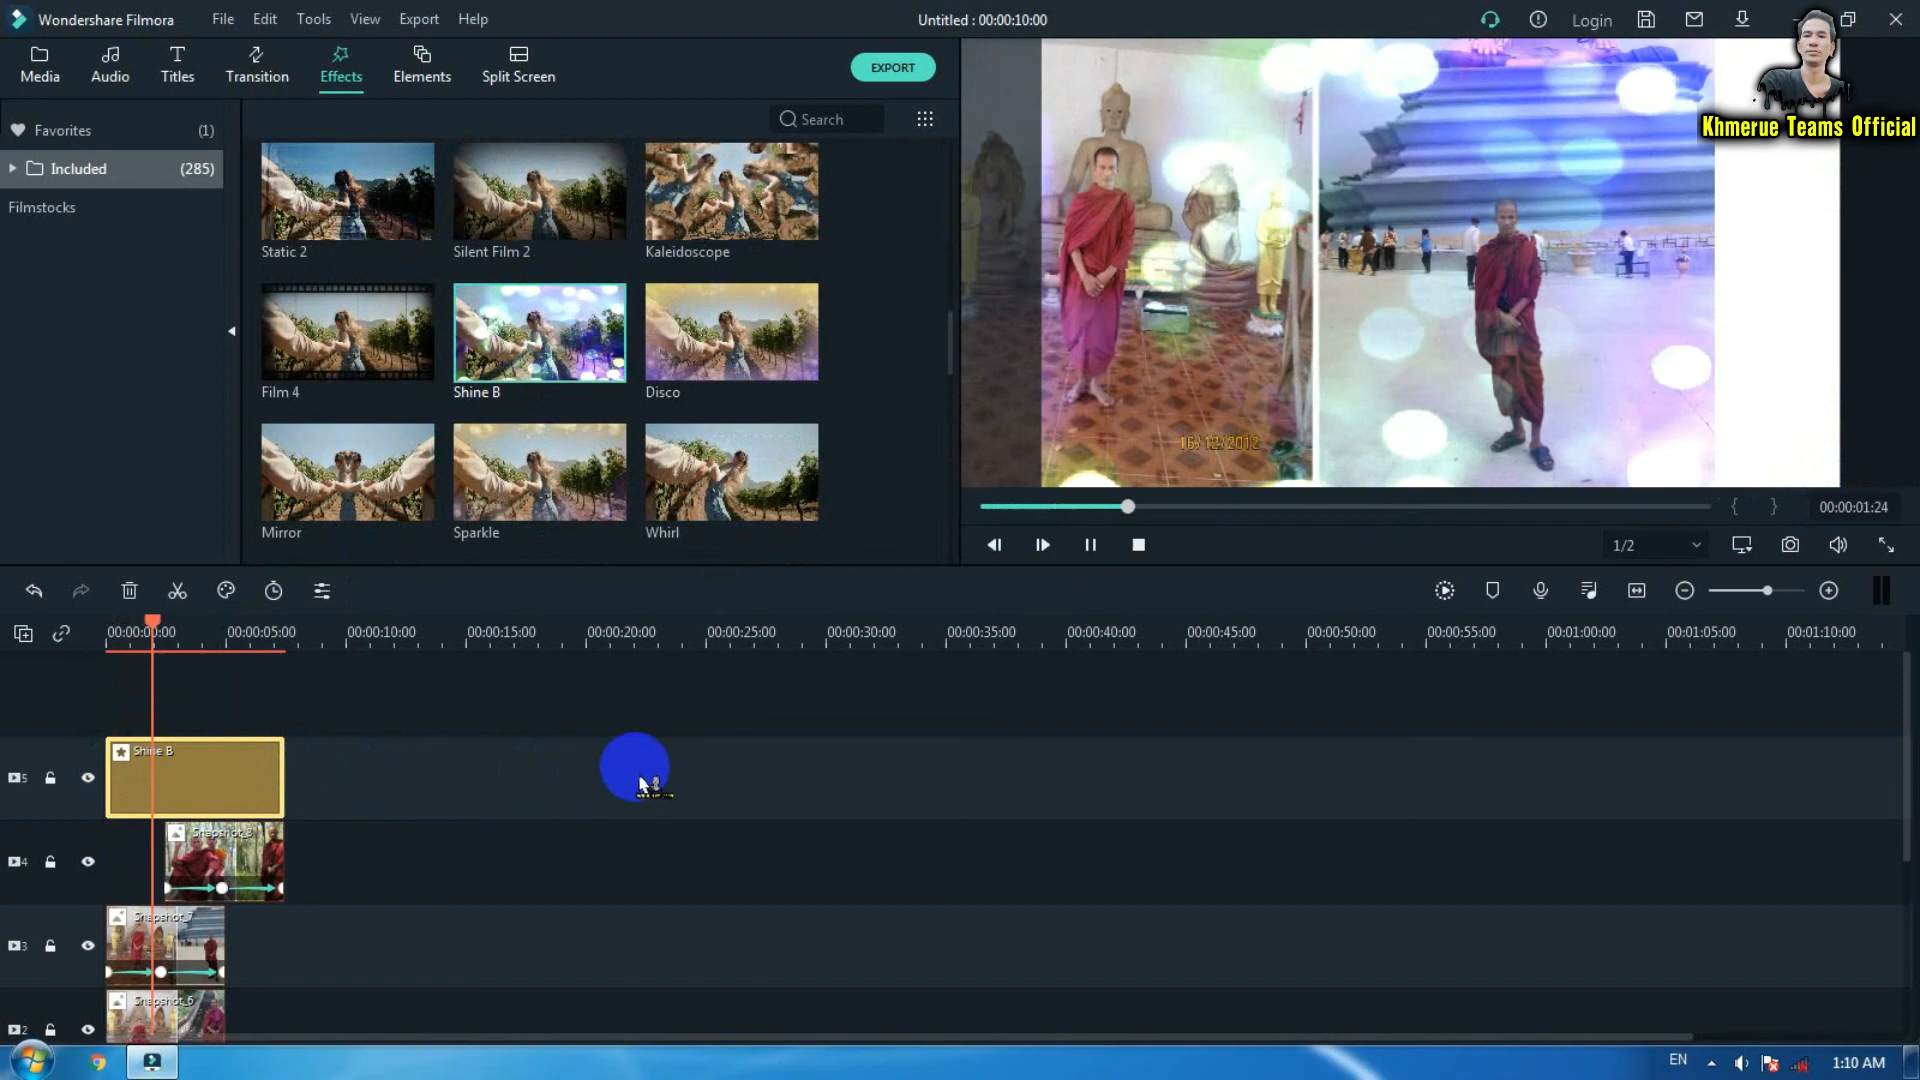 Wondershare Filmora
File
Edit
Tools
View
Export
Help
Untitled : 00:00:10:00
Login
Media
Audio
Titles
Transition
Effects
Elements
Split Screen
EXPORT
Khmerue Teams Official
Favorites
(1)
Included
(285)
Filmstocks
Search
Static 2
Silent Film 2
Kaleidoscope
Film 4
Shine B
Disco
Mirror
Sparkle
Whirl
16/12/2012
00:00:01:24
1/2
00:00:00:00
00:00:05:00
00:00:10:00
00:00:15:00
00:00:20:00
00:00:25:00
00:00:30:00
00:00:35:00
00:00:40:00
00:00:45:00
00:00:50:00
00:00:55:00
00:01:00:00
00:01:05:00
00:01:10:00
5
Shine B
4
Snapshot_8
3
Snapshot_7
2
Snapshot_6
EN
1:10 AM